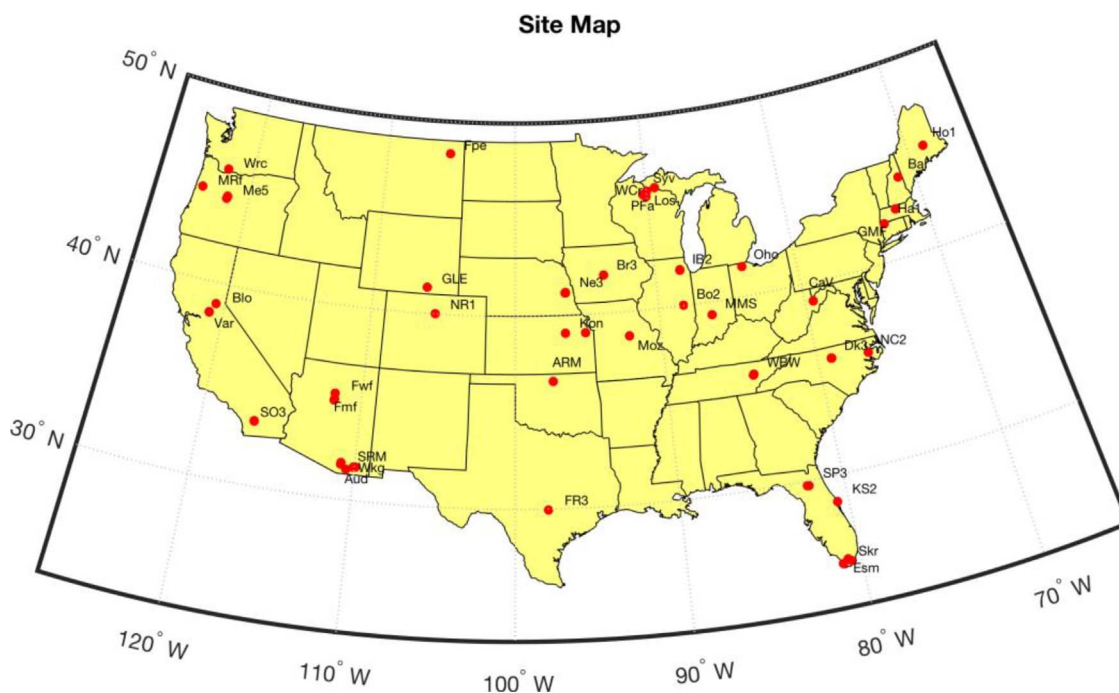 Site Map
50° N
40° N
30° N
120° W
110° W
100° W
90° W
80° W
70° W
Ho1
Fpe
Wrc
Syv
Ba
MRf
Me5
WCr
Los
PFa
Ha1
GMF
Oho
IB2
Br3
GLE
Ne3
CaV
Blo
NR1
Bo2
MMS
Var
Kon
Moz
Dk3
NC2
ARM
WBW
Fwf
Fmf
SO3
SRM
Wkg
Aud
SP3
KS2
FR3
Skr
Esm